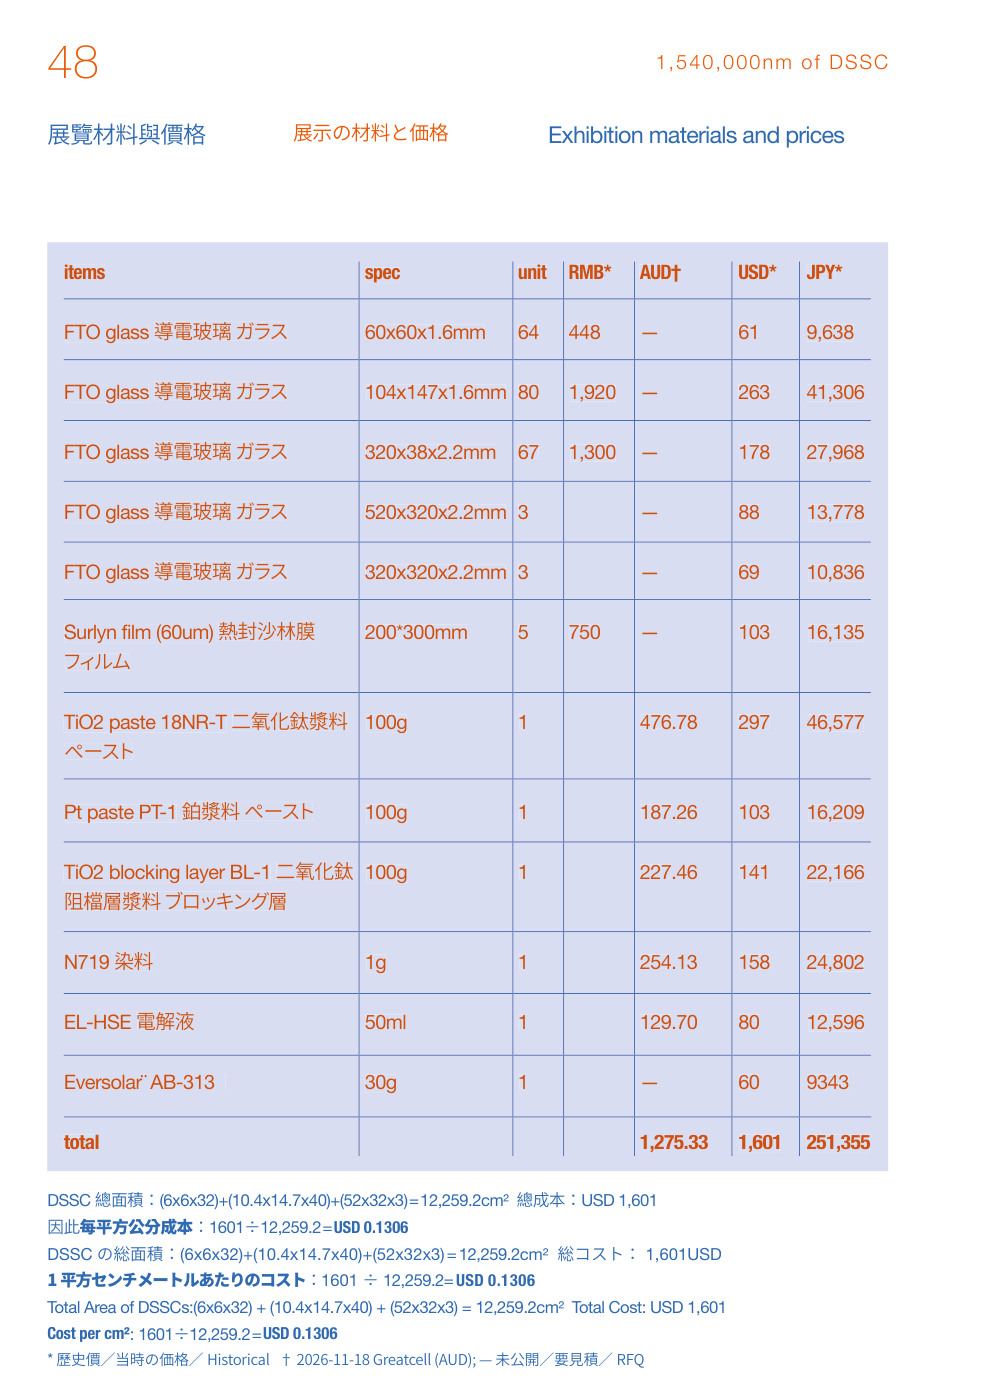 48
1,540,000nm of DSSC
展覽材料與價格 展示の材料と価格 Exhibition materials and prices
items spec unit RMB* AUD† USD* JPY*
FTO glass 導電玻璃 ガラス 60x60x1.6mm 64 448 — 61 9,638
FTO glass 導電玻璃 ガラス 104x147x1.6mm 80 1,920 — 263 41,306
FTO glass 導電玻璃 ガラス 320x38x2.2mm 67 1,300 — 178 27,968
FTO glass 導電玻璃 ガラス 520x320x2.2mm 3 — 88 13,778
FTO glass 導電玻璃 ガラス 320x320x2.2mm 3 — 69 10,836
Surlyn film (60um) 熱封沙林膜 200*300mm 5 750 — 103 16,135
フィルム
TiO2 paste 18NR-T 二氧化鈦漿料 100g 1 476.78 297 46,577
ペースト
Pt paste PT-1 鉑漿料 ペースト 100g 1 187.26 103 16,209
TiO2 blocking layer BL-1 二氧化鈦 100g 1 227.46 141 22,166
阻檔層漿料 ブロッキング層
N719 染料 1g 1 254.13 158 24,802
EL-HSE 電解液 50ml 1 129.70 80 12,596
Eversolar¨ AB-313 30g 1 — 60 9343
total 1,275.33 1,601 251,355
DSSC 總面積：(6x6x32)+(10.4x14.7x40)+(52x32x3)=12,259.2cm² 總成本：USD 1,601
因此每平方公分成本：1601÷12,259.2=USD 0.1306
DSSC の総面積：(6x6x32)+(10.4x14.7x40)+(52x32x3)=12,259.2cm² 総コスト： 1,601USD
1 平方センチメートルあたりのコスト：1601 ÷ 12,259.2=USD 0.1306
Total Area of DSSCs:(6x6x32) + (10.4x14.7x40) + (52x32x3) = 12,259.2cm² Total Cost: USD 1,601
Cost per cm²: 1601÷12,259.2=USD 0.1306
* 歷史價／当時の価格／ Historical † 2026-11-18 Greatcell (AUD); — 未公開／要見積／ RFQ